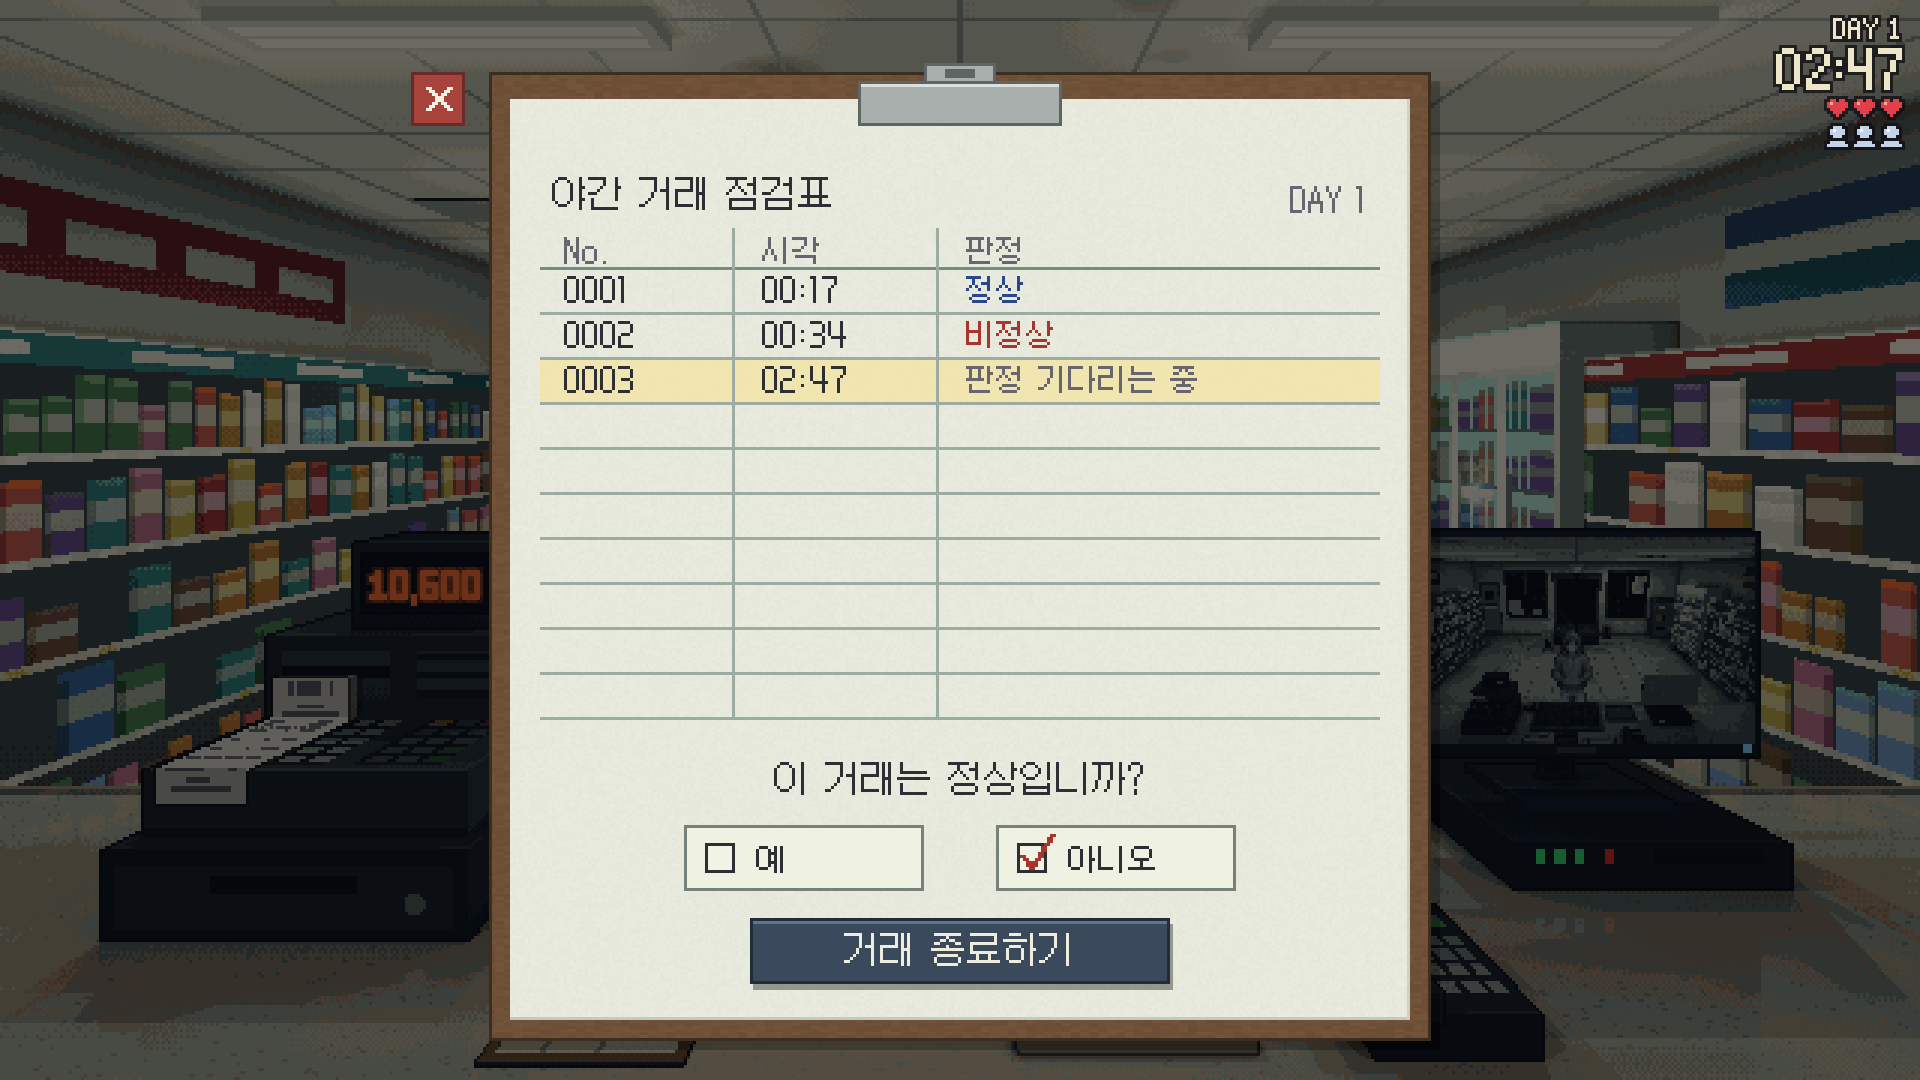 DAY 1
02:47
야간 거래 점검표
DAY 1
No. 시각 판정
0001 00:17 정상
0002 00:34 비정상
0003 02:47 판정 기다리는 중
10,600
이 거래는 정상입니까?
예
아니오
거래 종료하기